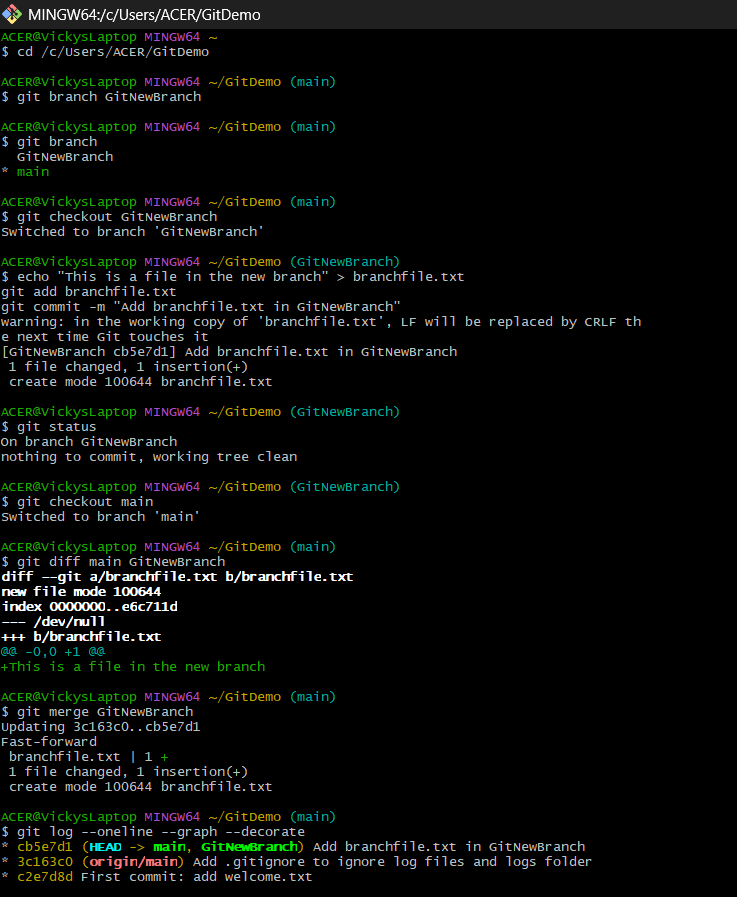 MINGW64:/c/Users/ACER/GitDemo
ACER@VickysLaptop MINGW64 ~
$ cd /c/Users/ACER/GitDemo
ACER@VickysLaptop MINGW64 ~/GitDemo (main)
$ git branch GitNewBranch
ACER@VickysLaptop MINGW64 ~/GitDemo (main)
$ git branch
  GitNewBranch
* main
ACER@VickysLaptop MINGW64 ~/GitDemo (main)
$ git checkout GitNewBranch
Switched to branch 'GitNewBranch'
ACER@VickysLaptop MINGW64 ~/GitDemo (GitNewBranch)
$ echo "This is a file in the new branch" > branchfile.txt
git add branchfile.txt
git commit -m "Add branchfile.txt in GitNewBranch"
warning: in the working copy of 'branchfile.txt', LF will be replaced by CRLF th
e next time Git touches it
[GitNewBranch cb5e7d1] Add branchfile.txt in GitNewBranch
 1 file changed, 1 insertion(+)
 create mode 100644 branchfile.txt
ACER@VickysLaptop MINGW64 ~/GitDemo (GitNewBranch)
$ git status
On branch GitNewBranch
nothing to commit, working tree clean
ACER@VickysLaptop MINGW64 ~/GitDemo (GitNewBranch)
$ git checkout main
Switched to branch 'main'
ACER@VickysLaptop MINGW64 ~/GitDemo (main)
$ git diff main GitNewBranch
diff --git a/branchfile.txt b/branchfile.txt
new file mode 100644
index 0000000..e6c711d
--- /dev/null
+++ b/branchfile.txt
@@ -0,0 +1 @@
+This is a file in the new branch
ACER@VickysLaptop MINGW64 ~/GitDemo (main)
$ git merge GitNewBranch
Updating 3c163c0..cb5e7d1
Fast-forward
 branchfile.txt | 1 +
 1 file changed, 1 insertion(+)
 create mode 100644 branchfile.txt
ACER@VickysLaptop MINGW64 ~/GitDemo (main)
$ git log --oneline --graph --decorate
* cb5e7d1 (HEAD -> main, GitNewBranch) Add branchfile.txt in GitNewBranch
* 3c163c0 (origin/main) Add .gitignore to ignore log files and logs folder
* c2e7d8d First commit: add welcome.txt